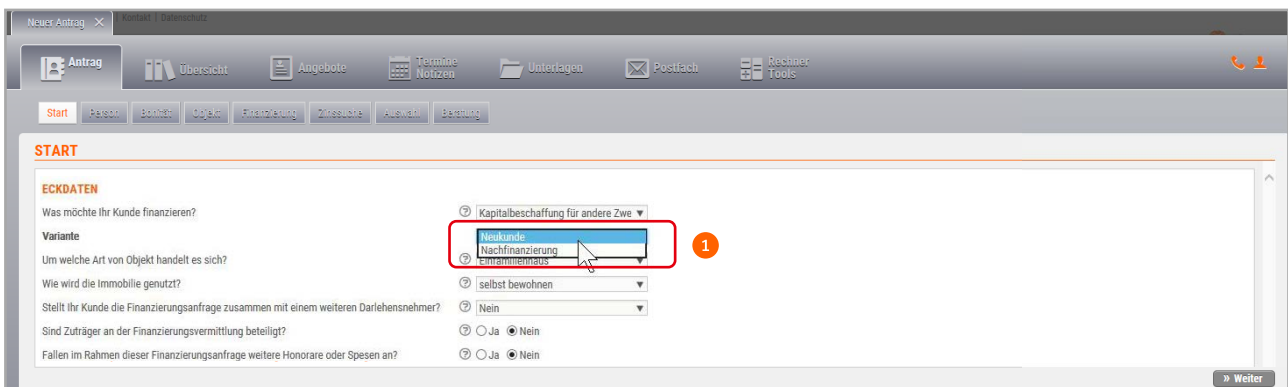 Neuer Antrag × | Kontakt | Datenschutz
Antrag Übersicht Angebote Termine Notizen Unterlagen Postfach Rechner Tools
Start Person Bonität Objekt Finanzierung Zinssuche Auswahl Beratung
START
ECKDATEN
Was möchte Ihr Kunde finanzieren? ? Kapitalbeschaffung für andere Zwe ▼
Variante Neukunde
Nachfinanzierung
Um welche Art von Objekt handelt es sich? ? Einfamilienhaus ▼
Wie wird die Immobilie genutzt? ? selbst bewohnen ▼
Stellt Ihr Kunde die Finanzierungsanfrage zusammen mit einem weiteren Darlehensnehmer? ? Nein ▼
Sind Zuträger an der Finanzierungsvermittlung beteiligt? ? Ja Nein
Fallen im Rahmen dieser Finanzierungsanfrage weitere Honorare oder Spesen an? ? Ja Nein
1
» Weiter